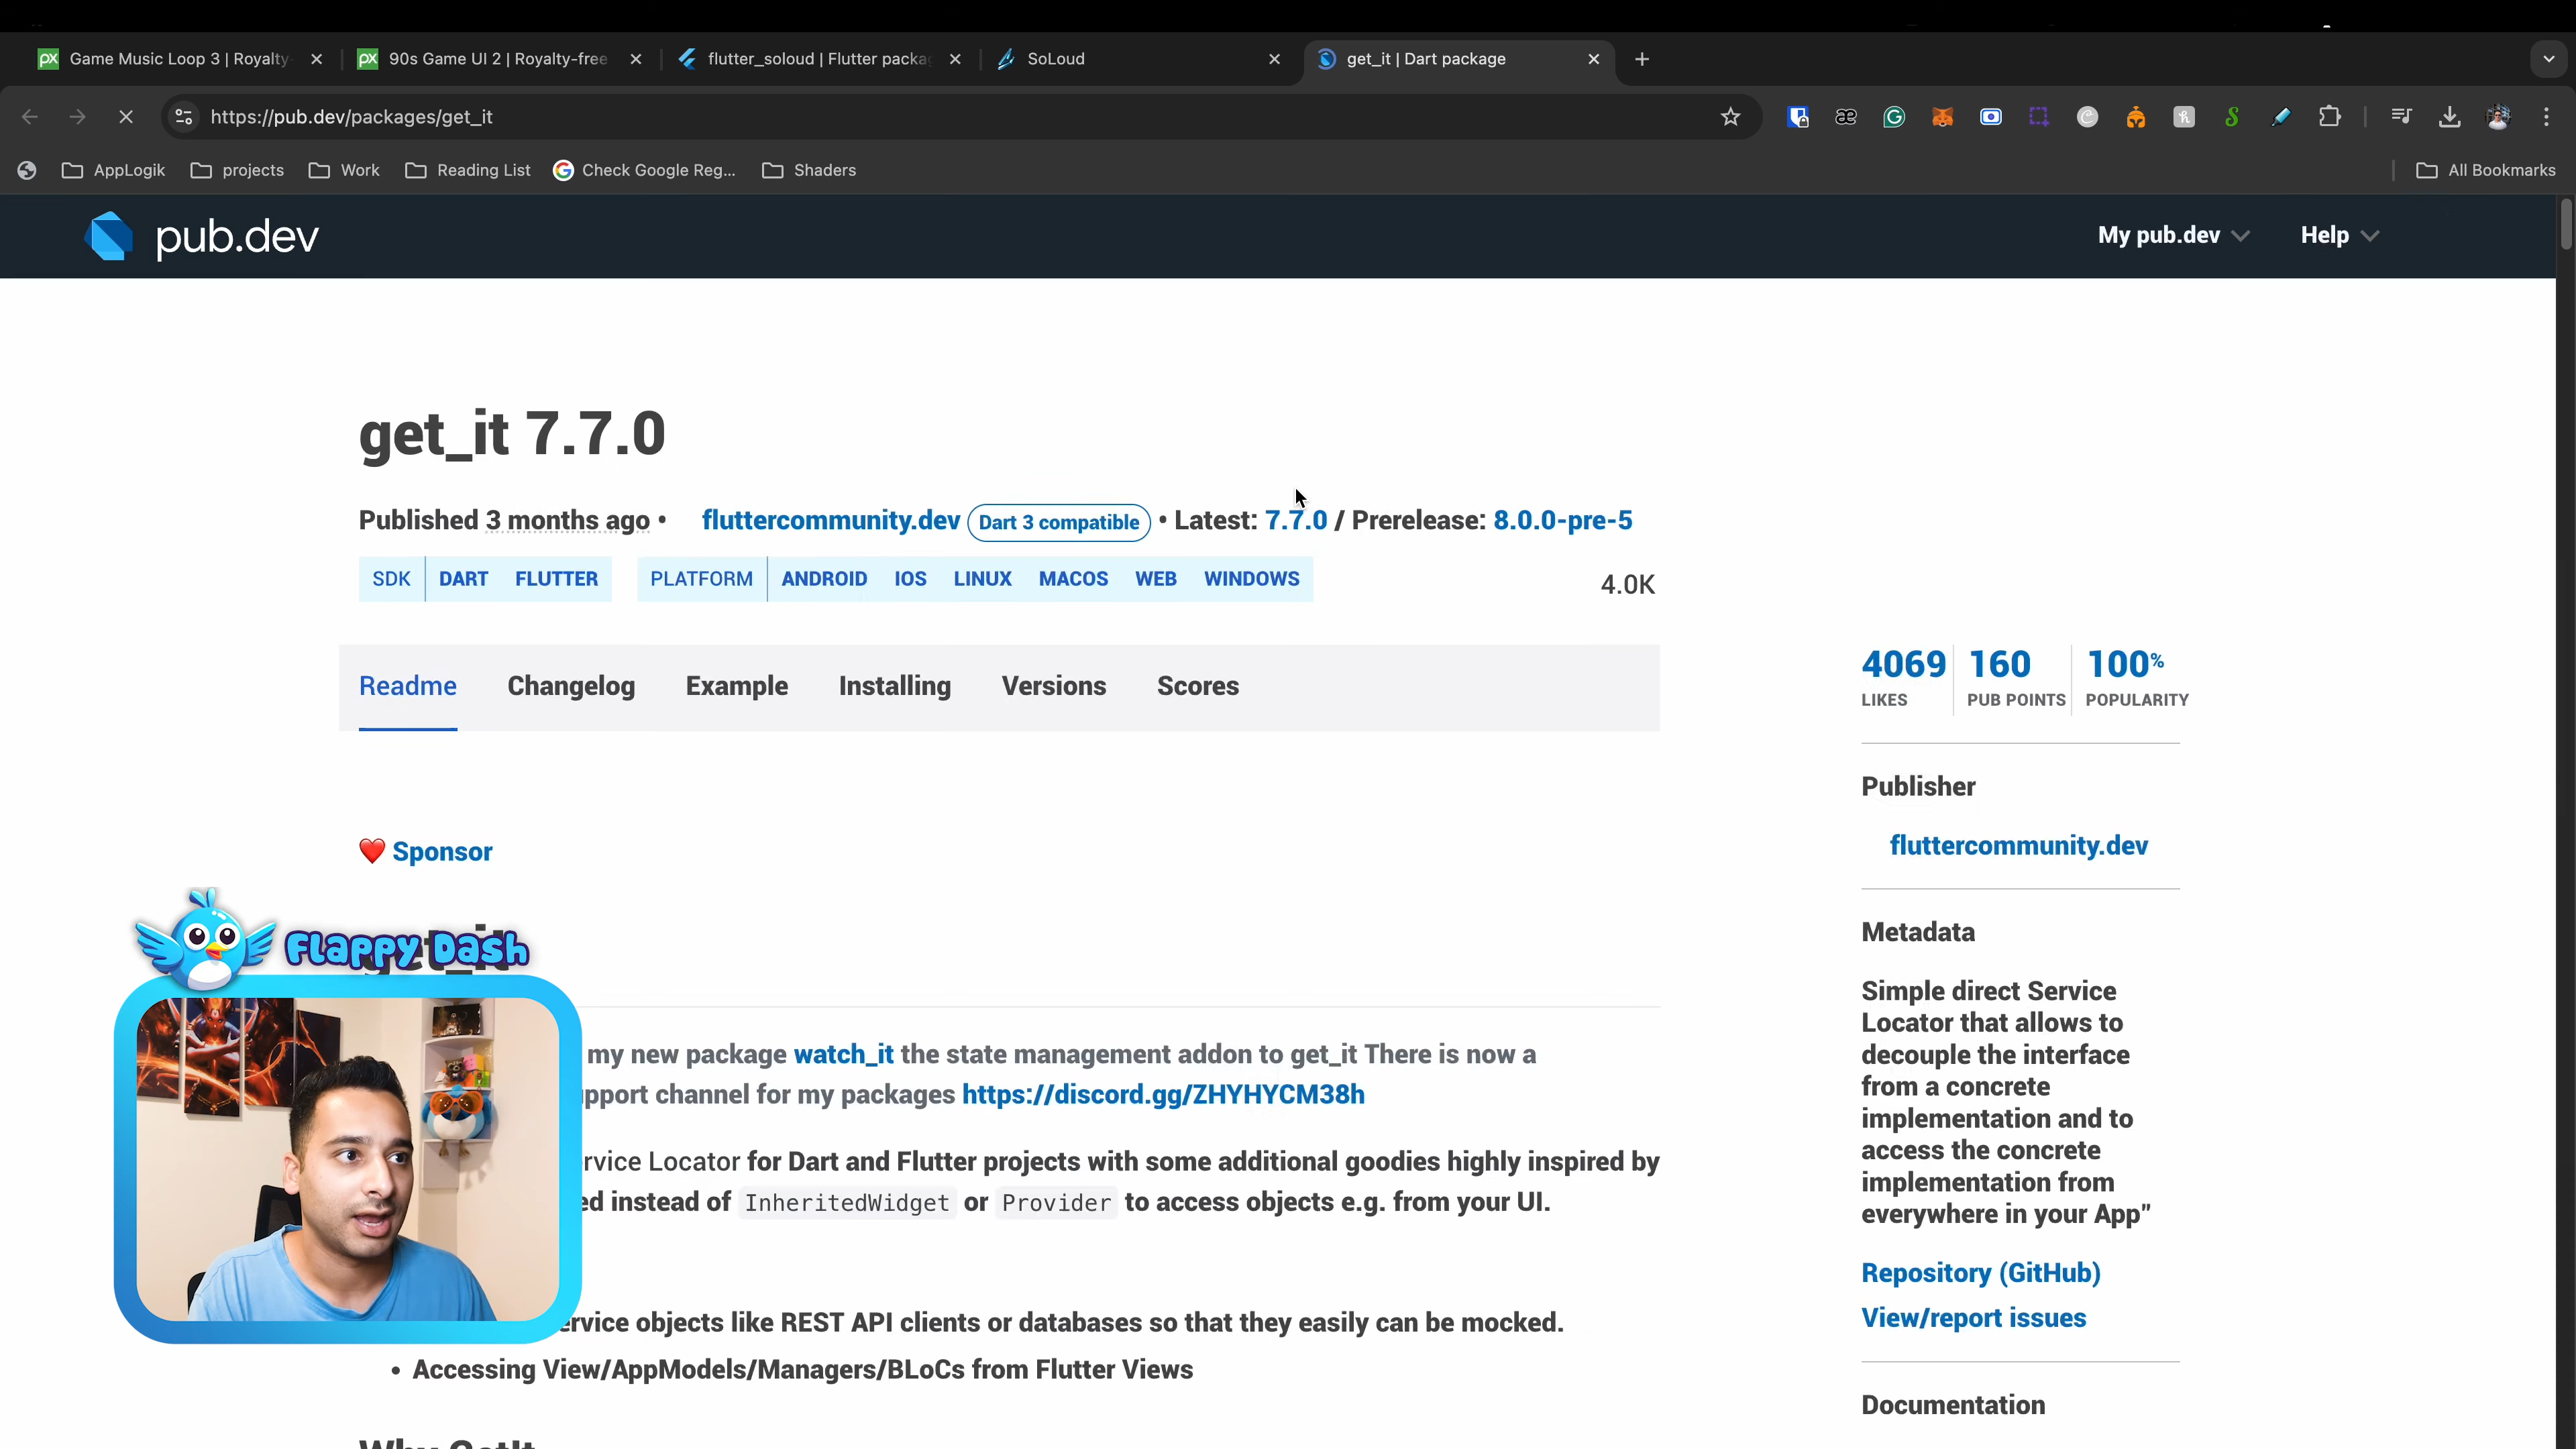 Game Music Loop 3 | Royalty-
90s Game UI 2 | Royalty-free
flutter_soloud | Flutter packag
SoLoud
get_it | Dart package
https://pub.dev/packages/get_it
AppLogik
projects
Work
Reading List
Check Google Reg...
Shaders
All Bookmarks
pub.dev
My pub.dev
Help
get_it 7.7.0
Published 3 months ago • fluttercommunity.dev Dart 3 compatible • Latest: 7.7.0 / Prerelease: 8.0.0-pre-5
SDK DART FLUTTER PLATFORM ANDROID IOS LINUX MACOS WEB WINDOWS
4.0K
Readme Changelog Example Installing Versions Scores
4069 160 100%
LIKES PUB POINTS POPULARITY
Publisher
fluttercommunity.dev
Metadata
Simple direct Service
Locator that allows to
decouple the interface
from a concrete
implementation and to
access the concrete
implementation from
everywhere in your App"
Repository (GitHub)
View/report issues
Documentation
❤️ Sponsor
Flappy Dash
my new package watch_it the state management addon to get_it There is now a
pport channel for my packages https://discord.gg/ZHYHYCM38h
rvice Locator for Dart and Flutter projects with some additional goodies highly inspired by
ed instead of InheritedWidget or Provider to access objects e.g. from your UI.
ervice objects like REST API clients or databases so that they easily can be mocked.
• Accessing View/AppModels/Managers/BLoCs from Flutter Views
Why GetIt